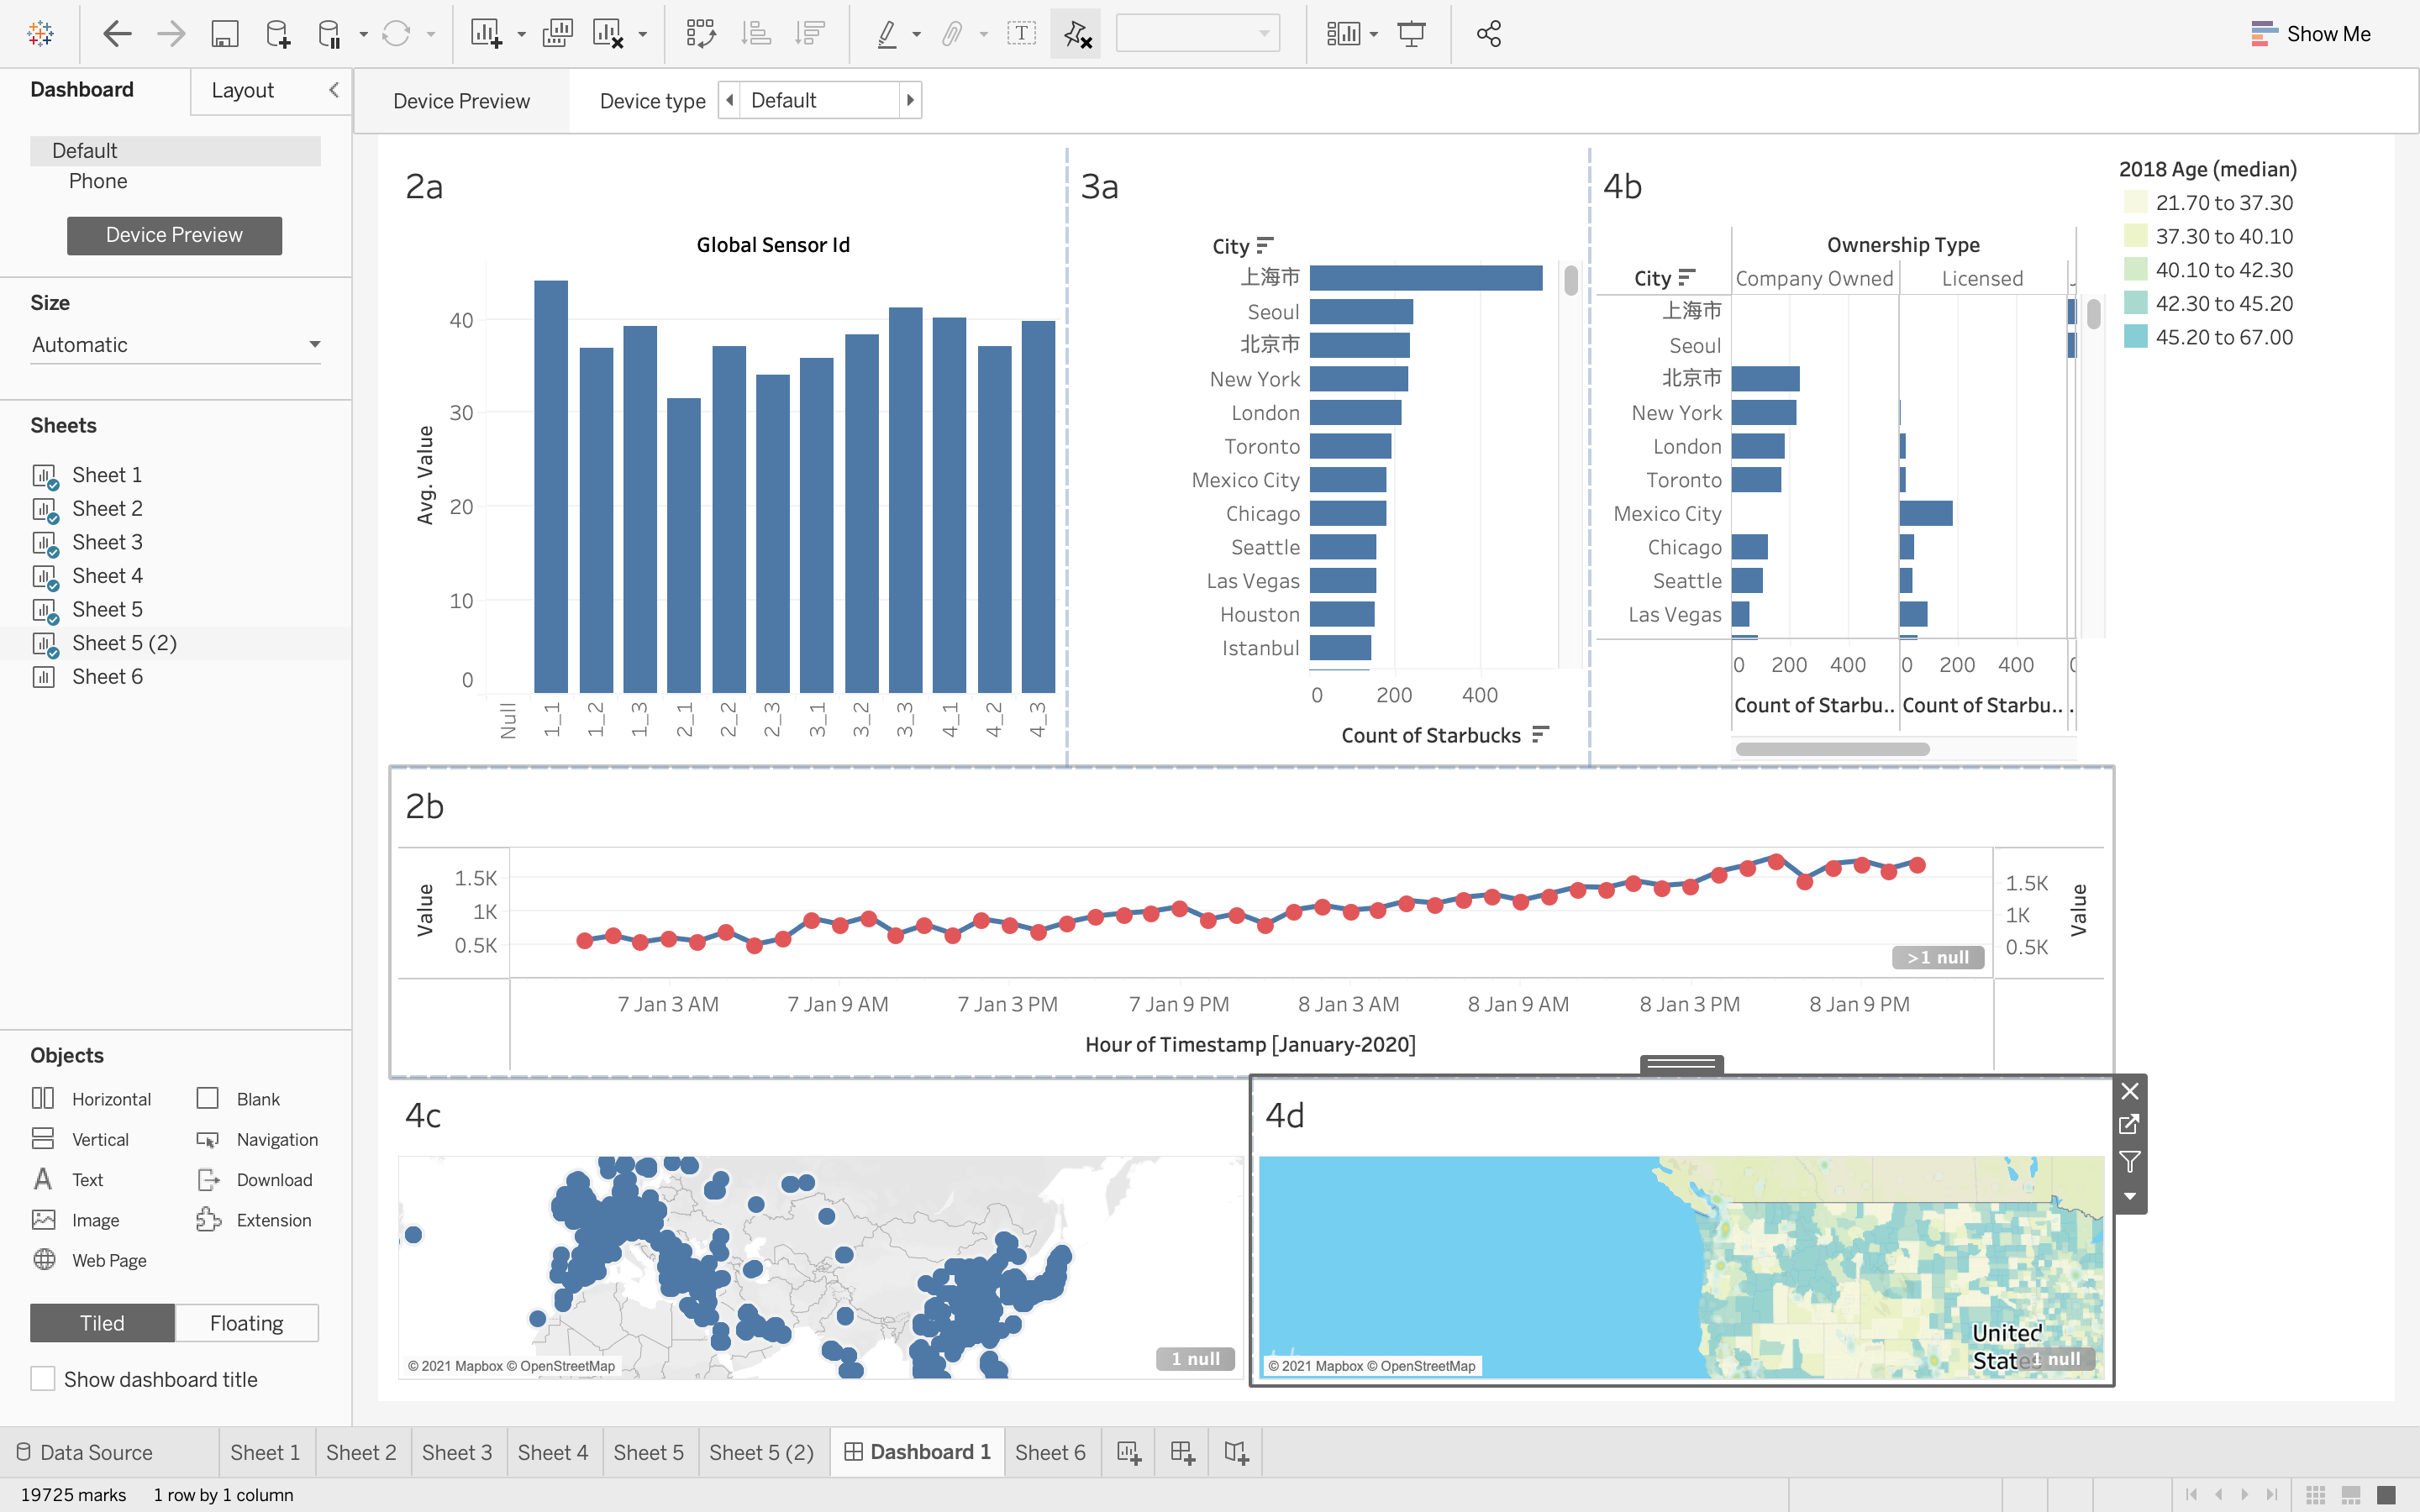 Show Me
Dashboard
Layout
Device Preview
Device type
Default
Default
Phone
Device Preview
Size
Automatic
Sheets
Sheet 1
Sheet 2
Sheet 3
Sheet 4
Sheet 5
Sheet 5 (2)
Sheet 6
Objects
Horizontal
Blank
Vertical
Navigation
Text
Download
Image
Extension
Web Page
Tiled
Floating
Show dashboard title
2a
Global Sensor Id
Avg. Value
40
30
20
10
0
Null
1_1
1_2
1_3
2_1
2_2
2_3
3_1
3_2
3_3
4_1
4_2
4_3
3a
City
上海市
Seoul
北京市
New York
London
Toronto
Mexico City
Chicago
Seattle
Las Vegas
Houston
Istanbul
0 200 400
Count of Starbucks
4b
Ownership Type
City
Company Owned
Licensed
上海市
Seoul
北京市
New York
London
Toronto
Mexico City
Chicago
Seattle
Las Vegas
0 200 400
0 200 400
Count of Starbu..
Count of Starbu..
2018 Age (median)
21.70 to 37.30
37.30 to 40.10
40.10 to 42.30
42.30 to 45.20
45.20 to 67.00
2b
Value
1.5K
1K
0.5K
1.5K
1K
0.5K
Value
>1 null
7 Jan 3 AM
7 Jan 9 AM
7 Jan 3 PM
7 Jan 9 PM
8 Jan 3 AM
8 Jan 9 AM
8 Jan 3 PM
8 Jan 9 PM
Hour of Timestamp [January-2020]
4c
© 2021 Mapbox © OpenStreetMap
1 null
4d
United
© 2021 Mapbox © OpenStreetMap
1 null
Data Source
Sheet 1
Sheet 2
Sheet 3
Sheet 4
Sheet 5
Sheet 5 (2)
Dashboard 1
Sheet 6
19725 marks
1 row by 1 column